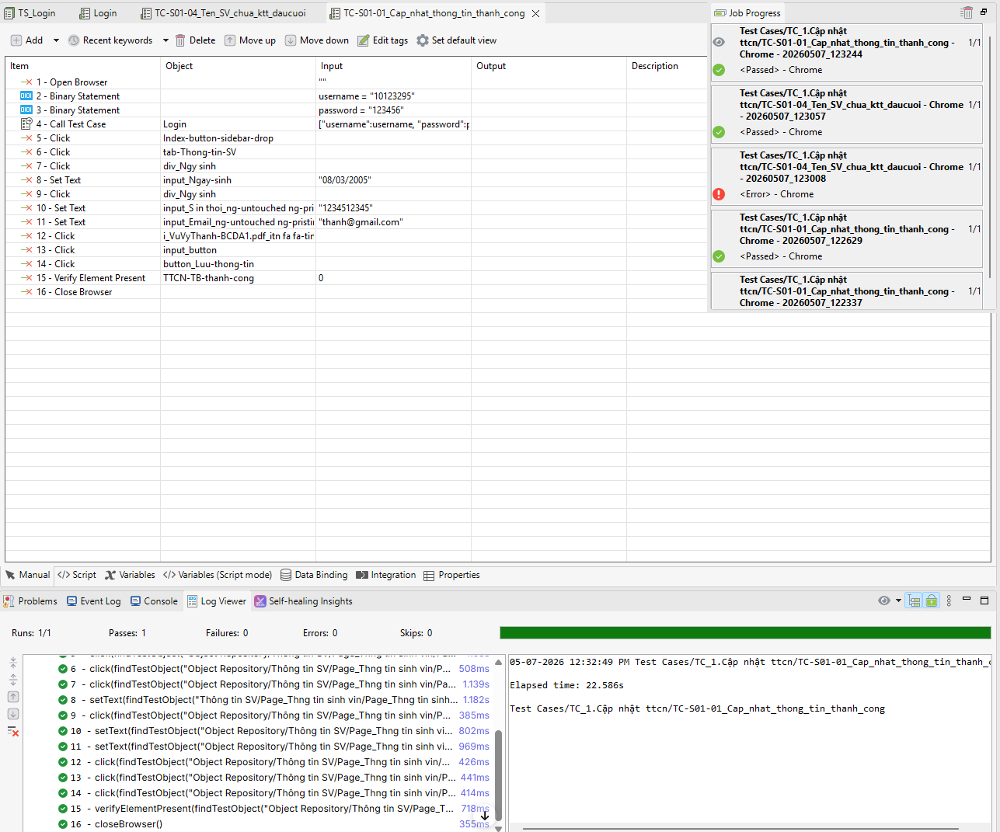 TS_Login
Login
TC-S01-04_Ten_SV_chua_ktt_daucuoi
TC-S01-01_Cap_nhat_thong_tin_thanh_cong
Add
Recent keywords
Delete
Move up
Move down
Edit tags
Set default view
Item Object Input Output Description
1 - Open Browser ""
2 - Binary Statement username = "10123295"
3 - Binary Statement password = "123456"
4 - Call Test Case Login ["username":username, "password":p
5 - Click Index-button-sidebar-drop
6 - Click tab-Thong-tin-SV
7 - Click div_Ngy sinh
8 - Set Text input_Ngay-sinh "08/03/2005"
9 - Click div_Ngy sinh
10 - Set Text input_S in thoi_ng-untouched ng-pri "1234512345"
11 - Set Text input_Email_ng-untouched ng-pristin "thanh@gmail.com"
12 - Click i_VuVyThanh-BCDA1.pdf_itn fa fa-tir
13 - Click input_button
14 - Click button_Luu-thong-tin
15 - Verify Element Present TTCN-TB-thanh-cong 0
16 - Close Browser
Job Progress
Test Cases/TC_1.Cập nhật
ttcn/TC-S01-01_Cap_nhat_thong_tin_thanh_cong - 1/1
Chrome - 20260507_123244
<Passed> - Chrome
Test Cases/TC_1.Cập nhật
ttcn/TC-S01-04_Ten_SV_chua_ktt_daucuoi - Chrome 1/1
- 20260507_123057
<Passed> - Chrome
Test Cases/TC_1.Cập nhật
ttcn/TC-S01-04_Ten_SV_chua_ktt_daucuoi - Chrome 1/1
- 20260507_123008
<Error> - Chrome
Test Cases/TC_1.Cập nhật
ttcn/TC-S01-01_Cap_nhat_thong_tin_thanh_cong - 1/1
Chrome - 20260507_122629
<Passed> - Chrome
Test Cases/TC_1.Cập nhật
ttcn/TC-S01-01_Cap_nhat_thong_tin_thanh_cong - 1/1
Chrome - 20260507_122337
Manual
Script
Variables
Variables (Script mode)
Data Binding
Integration
Properties
Problems
Event Log
Console
Log Viewer
Self-healing Insights
Runs: 1/1 Passes: 1 Failures: 0 Errors: 0 Skips: 0
6 - click(findTestObject("Object Repository/Thông tin SV/Page_Thng tin sinh vin/P... 508ms
7 - click(findTestObject("Object Repository/Thông tin SV/Page_Thng tin sinh vin/Pa... 1.139s
8 - setText(findTestObject("Thông tin SV/Page_Thng tin sinh vin/Page_Thng tin sinh... 1.182s
9 - click(findTestObject("Object Repository/Thông tin SV/Page_Thng tin sinh vin/P... 385ms
10 - setText(findTestObject("Object Repository/Thông tin SV/Page_Thng tin sinh vi... 802ms
11 - setText(findTestObject("Object Repository/Thông tin SV/Page_Thng tin sinh vi... 969ms
12 - click(findTestObject("Object Repository/Thông tin SV/Page_Thng tin sinh vin/... 426ms
13 - click(findTestObject("Object Repository/Thông tin SV/Page_Thng tin sinh vin/P... 441ms
14 - click(findTestObject("Object Repository/Thông tin SV/Page_Thng tin sinh vin/P... 414ms
15 - verifyElementPresent(findTestObject("Object Repository/Thông tin SV/Page_T... 718ms
16 - closeBrowser() 355ms
05-07-2026 12:32:49 PM Test Cases/TC_1.Cập nhật ttcn/TC-S01-01_Cap_nhat_thong_tin_thanh_c
Elapsed time: 22.586s
Test Cases/TC_1.Cập nhật ttcn/TC-S01-01_Cap_nhat_thong_tin_thanh_cong